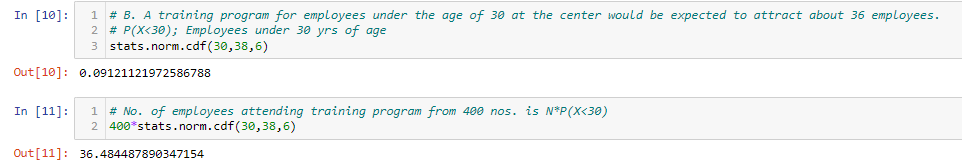 In [10]: 1 # B. A training program for employees under the age of 30 at the center would be expected to attract about 36 employees.
2 # P(X<30); Employees under 30 yrs of age
3 stats.norm.cdf(30,38,6)
Out[10]: 0.09121121972586788
In [11]: 1 # No. of employees attending training program from 400 nos. is N*P(X<30)
2 400*stats.norm.cdf(30,38,6)
Out[11]: 36.484487890347154